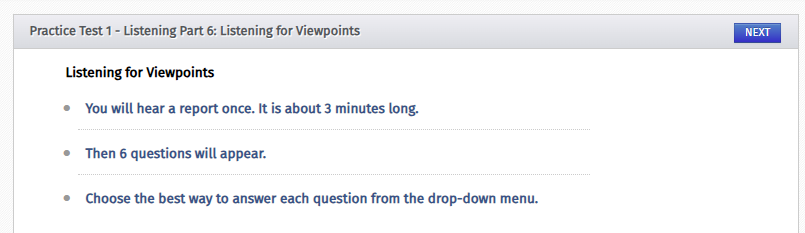 Practice Test 1 - Listening Part 6: Listening for Viewpoints
NEXT
Listening for Viewpoints
You will hear a report once. It is about 3 minutes long.
Then 6 questions will appear.
Choose the best way to answer each question from the drop-down menu.